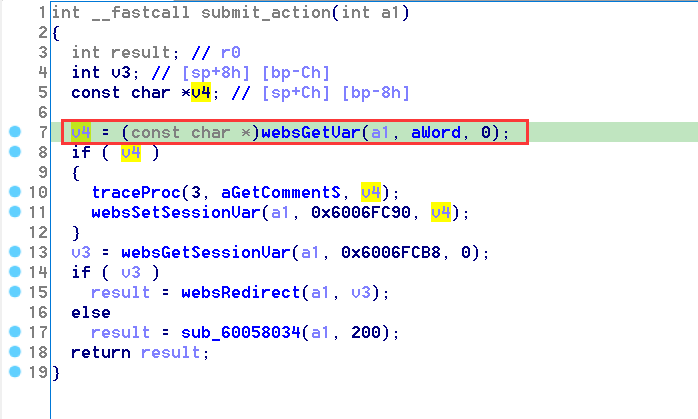 1 int __fastcall submit_action(int a1)
2 {
3   int result; // r0
4   int v3; // [sp+8h] [bp-Ch]
5   const char *v4; // [sp+Ch] [bp-8h]
6
7   v4 = (const char *)websGetVar(a1, aWord, 0);
8   if ( v4 )
9   {
10     traceProc(3, aGetCommentS, v4);
11     websSetSessionVar(a1, 0x6006FC90, v4);
12   }
13   v3 = websGetSessionVar(a1, 0x6006FCB8, 0);
14   if ( v3 )
15     result = websRedirect(a1, v3);
16   else
17     result = sub_60058034(a1, 200);
18   return result;
19 }